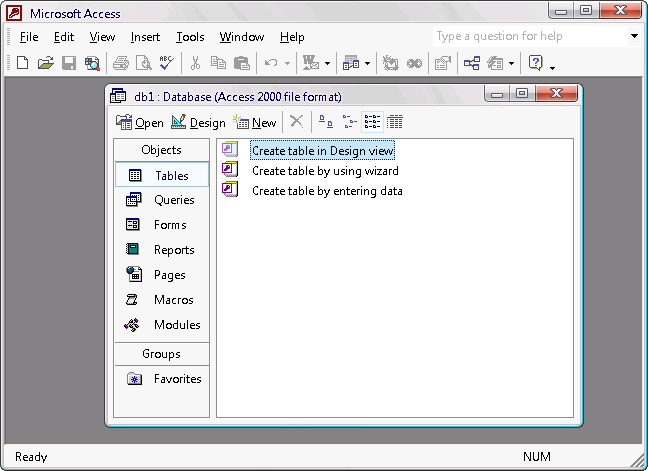 Microsoft Access
File Edit View Insert Tools Window Help Type a question for help
ABC
db1 : Database (Access 2000 file format)
Open Design New
Objects
Tables
Queries
Forms
Reports
Pages
Macros
Modules
Groups
Favorites
Create table in Design view
Create table by using wizard
Create table by entering data
Ready NUM